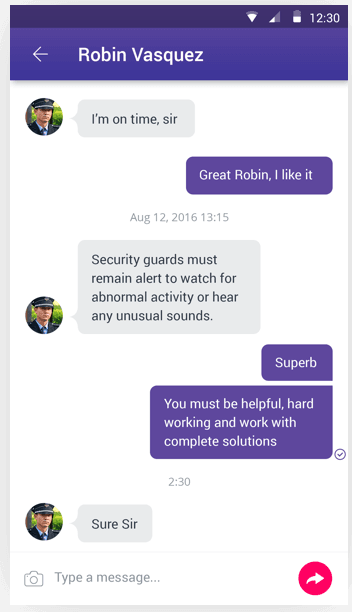 12:30
Robin Vasquez
I'm on time, sir
Great Robin, I like it
Aug 12, 2016 13:15
Security guards must
remain alert to watch for
abnormal activity or hear
any unusual sounds.
Superb
You must be helpful, hard
working and work with
complete solutions
2:30
Sure Sir
Type a message...